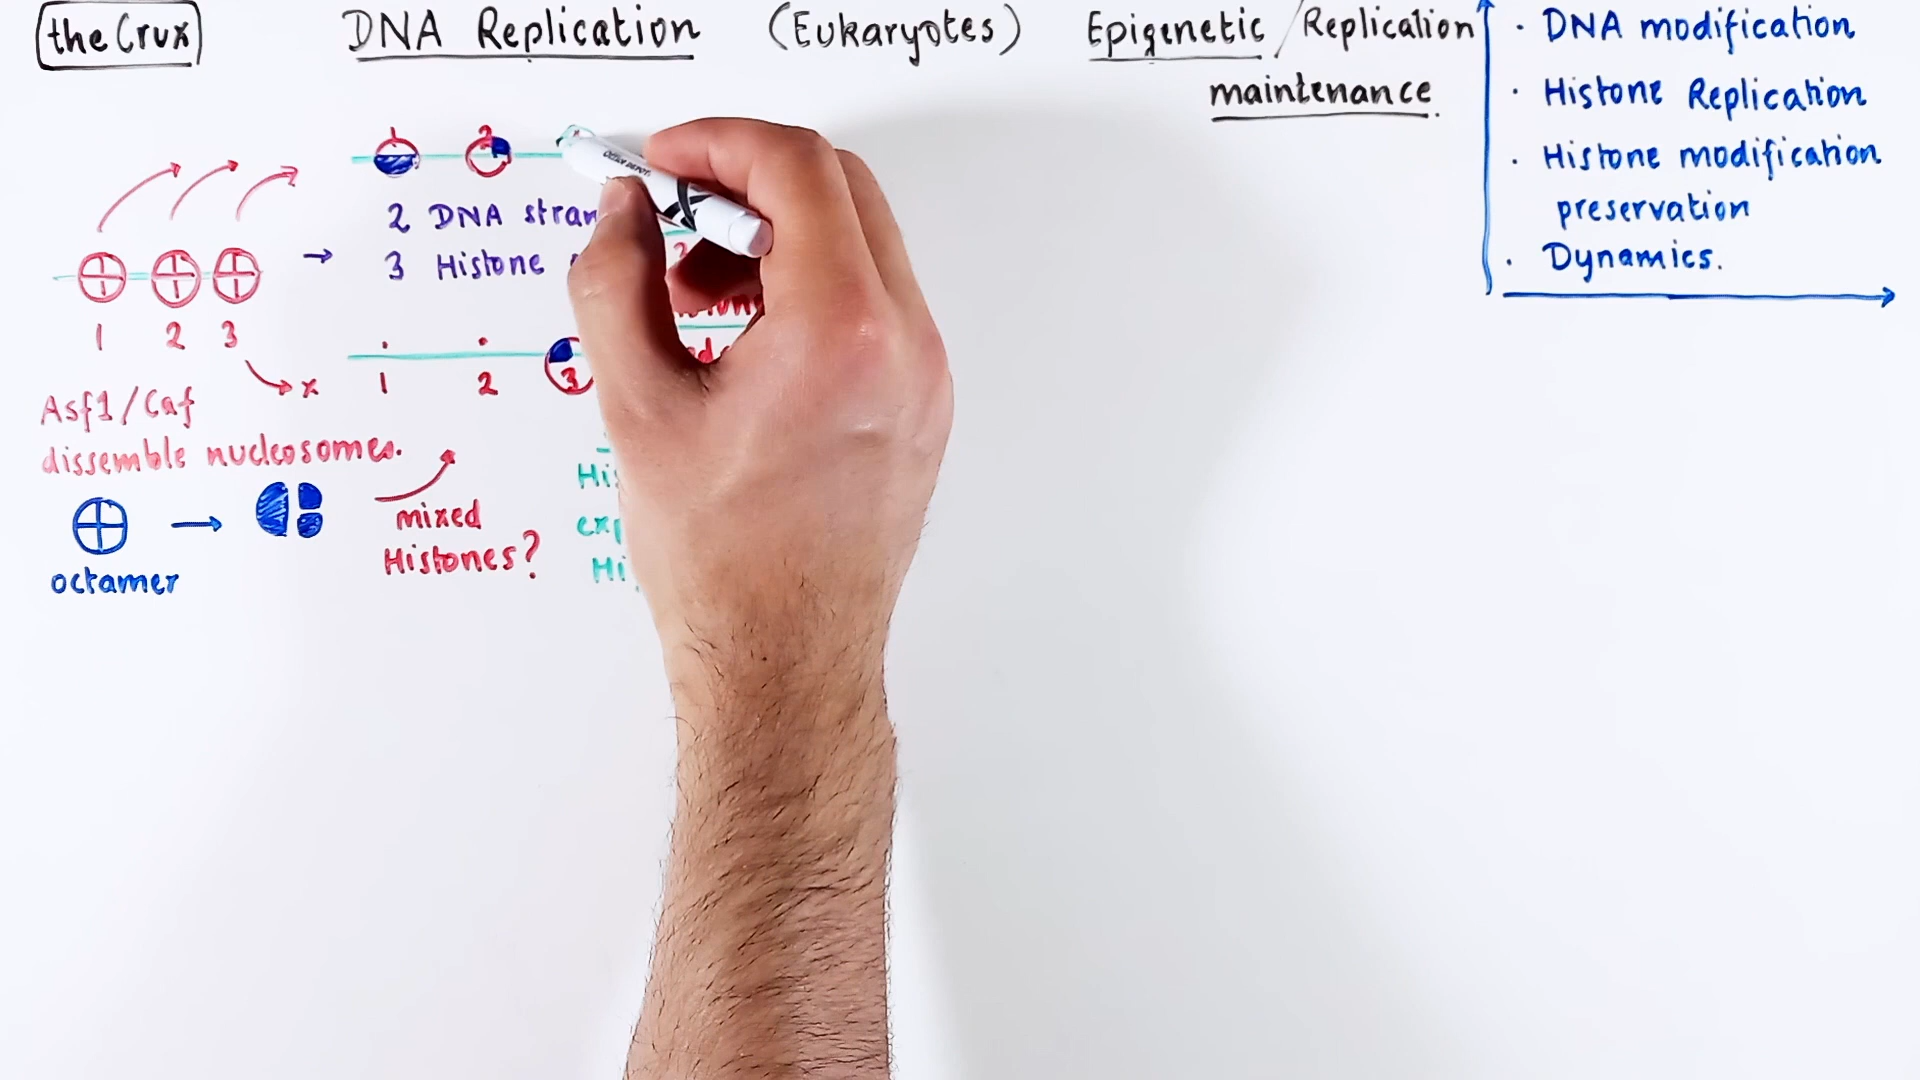 the Crux
DNA Replication (Eukaryotes)
Epigenetic / Replication
maintenance.
· DNA modification
· Histone Replication
· Histone modification
preservation
· Dynamics.
1 2
2 DNA
3 Histone
1 2 3
1 2 3
x
Asf1/Caf
dissemble nucleosomes.
octamer
mixed
Histones?